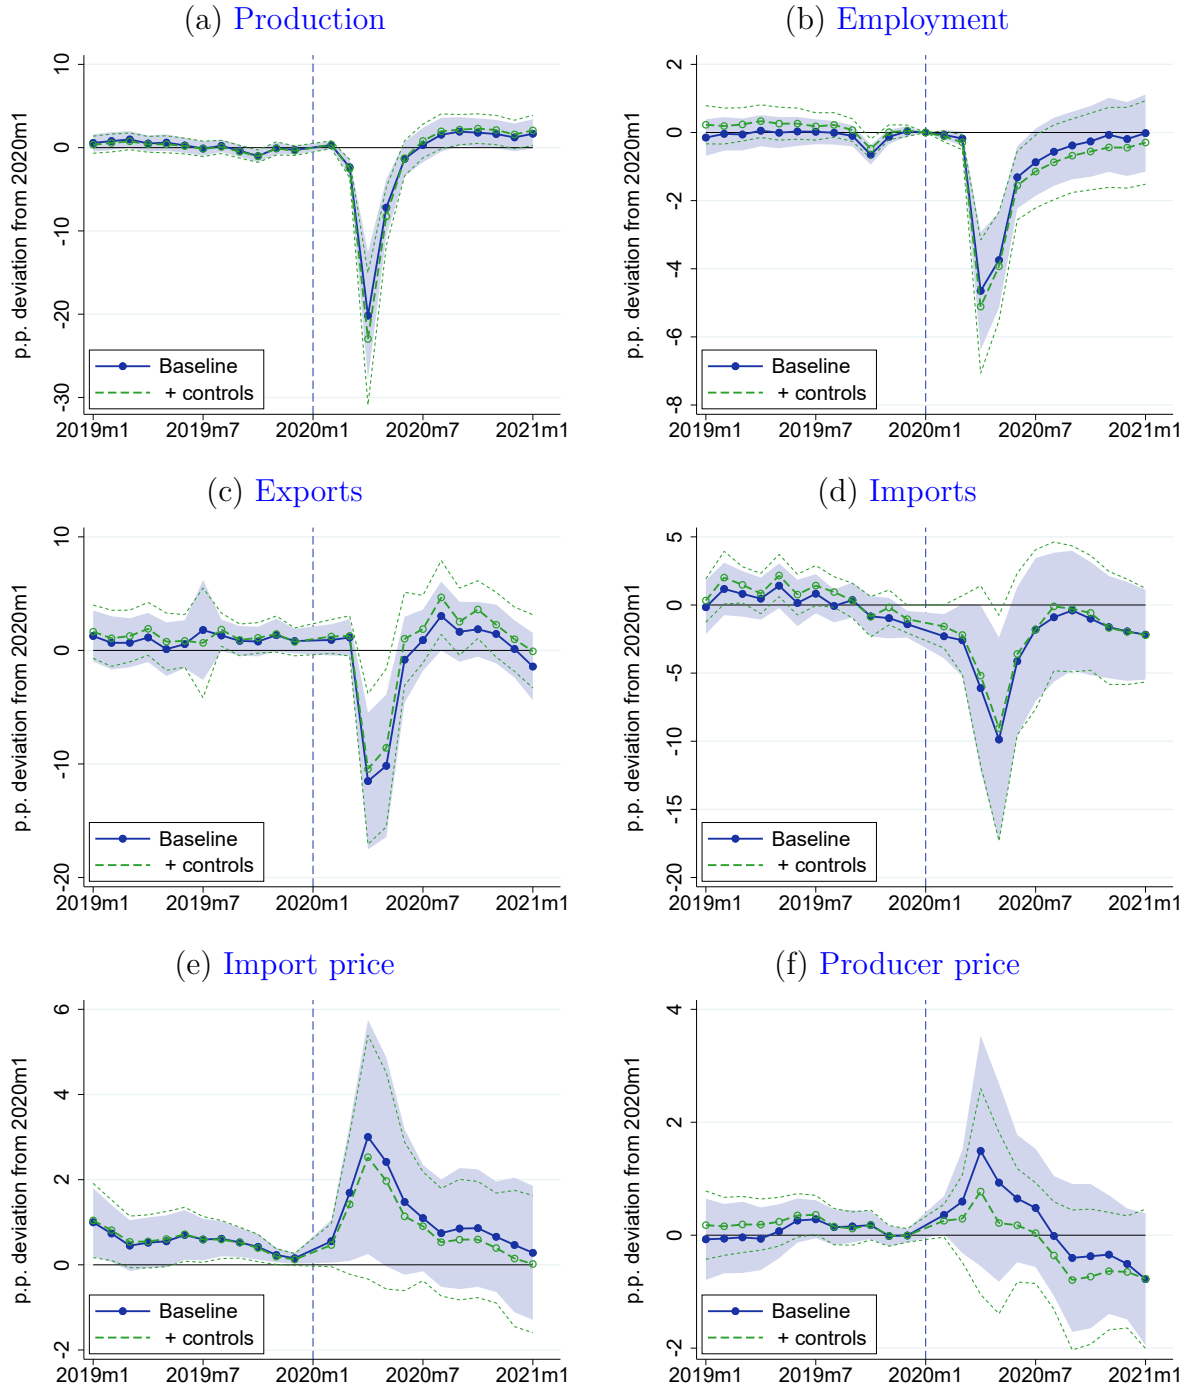 (a) Production
p.p. deviation from 2020m1
10
0
-10
-20
-30
Baseline
+ controls
2019m1 2019m7 2020m1 2020m7 2021m1
(b) Employment
p.p. deviation from 2020m1
2
0
-2
-4
-6
-8
Baseline
+ controls
2019m1 2019m7 2020m1 2020m7 2021m1
(c) Exports
p.p. deviation from 2020m1
10
0
-10
-20
Baseline
+ controls
2019m1 2019m7 2020m1 2020m7 2021m1
(d) Imports
p.p. deviation from 2020m1
5
0
-5
-10
-15
-20
Baseline
+ controls
2019m1 2019m7 2020m1 2020m7 2021m1
(e) Import price
p.p. deviation from 2020m1
6
4
2
0
-2
Baseline
+ controls
2019m1 2019m7 2020m1 2020m7 2021m1
(f) Producer price
p.p. deviation from 2020m1
4
2
0
-2
Baseline
+ controls
2019m1 2019m7 2020m1 2020m7 2021m1